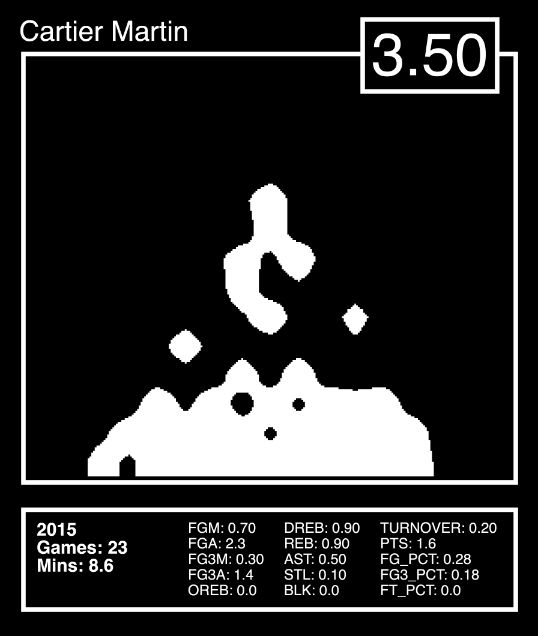 Cartier Martin
3.50
2015
Games: 23
Mins: 8.6
FGM: 0.70
FGA: 2.3
FG3M: 0.30
FG3A: 1.4
OREB: 0.0
DREB: 0.90
REB: 0.90
AST: 0.50
STL: 0.10
BLK: 0.0
TURNOVER: 0.20
PTS: 1.6
FG_PCT: 0.28
FG3_PCT: 0.18
FT_PCT: 0.0